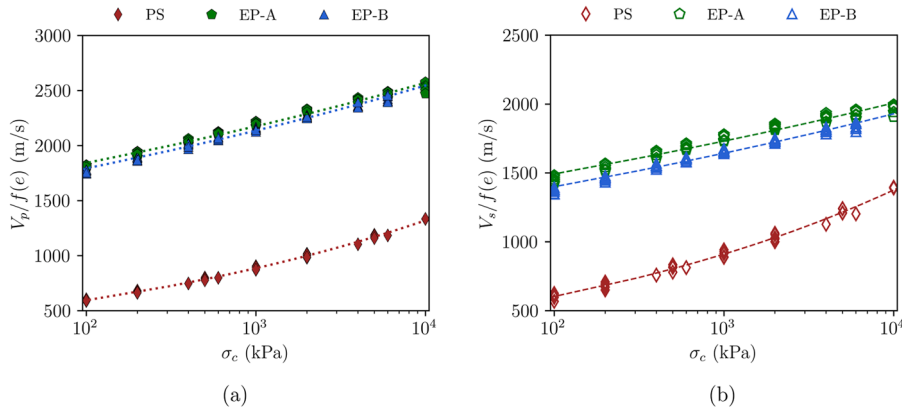 PS EP-A EP-B
3000
2500
2000
1500
1000
500
V_p/f(e) (m/s)
10^2 10^3 10^4
σ_c (kPa)
(a)
PS EP-A EP-B
2500
2000
1500
1000
500
V_s/f(e) (m/s)
10^2 10^3 10^4
σ_c (kPa)
(b)